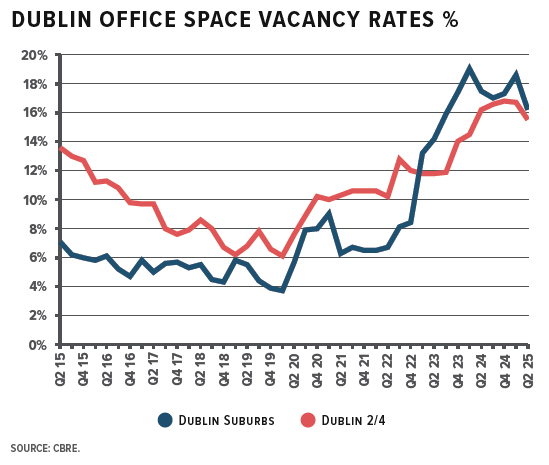 DUBLIN OFFICE SPACE VACANCY RATES %
20%
18%
16%
14%
12%
10%
8%
6%
4%
2%
0%
Q2 15
Q4 15
Q2 16
Q4 16
Q2 17
Q4 17
Q2 18
Q4 18
Q2 19
Q4 19
Q2 20
Q4 20
Q2 21
Q4 21
Q2 22
Q4 22
Q2 23
Q4 23
Q2 24
Q4 24
Q2 25
DUBLIN SUBURBS
DUBLIN 2/4
SOURCE: CBRE.